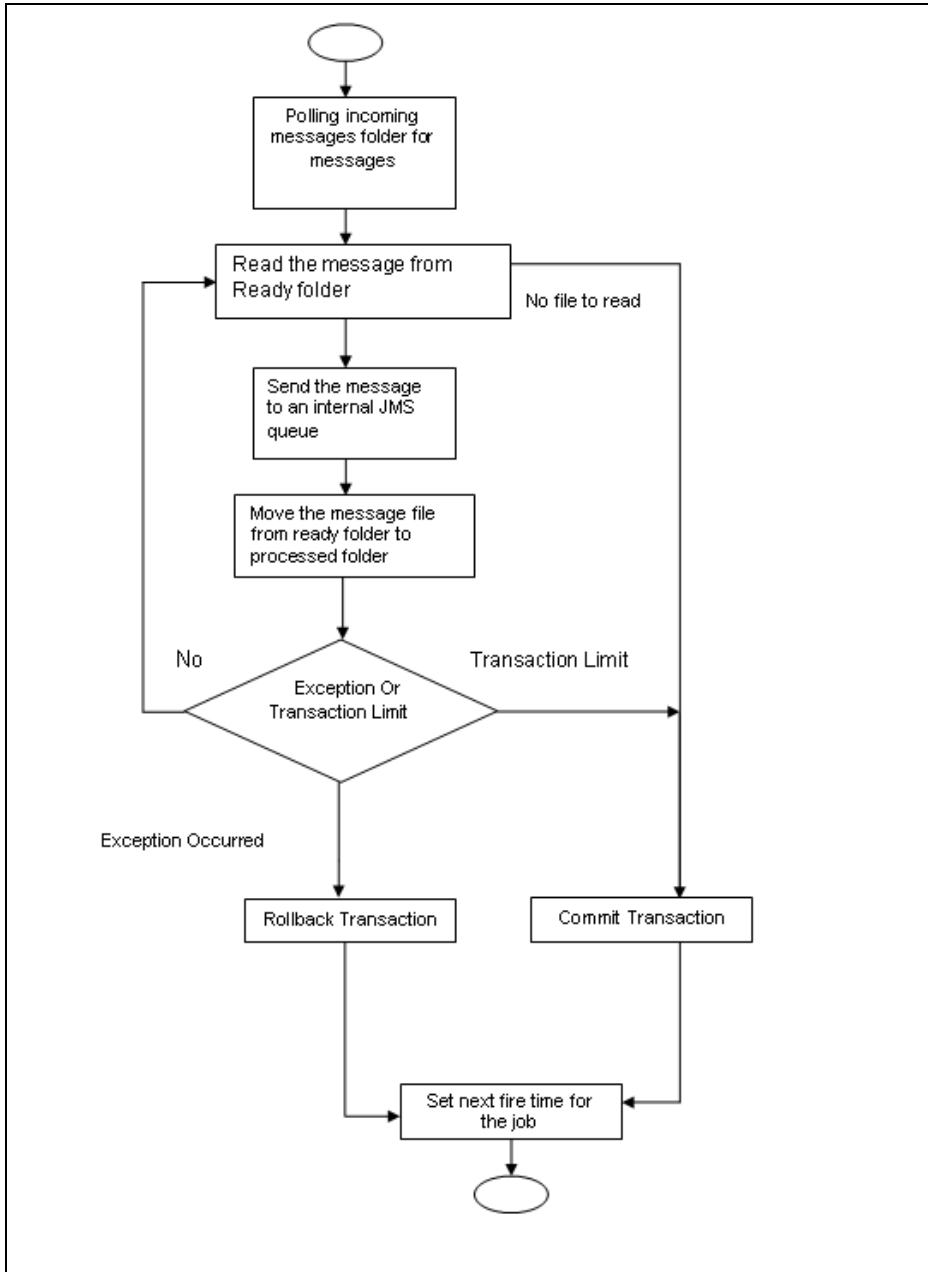 Polling incoming
messages folder for
messages
Read the message from
Ready folder
No file to read
Send the message
to an internal JMS
queue
Move the message file
from ready folder to
processed folder
No
Transaction Limit
Exception Or
Transaction Limit
Exception Occurred
Rollback Transaction
Commit Transaction
Set next fire time for
the job